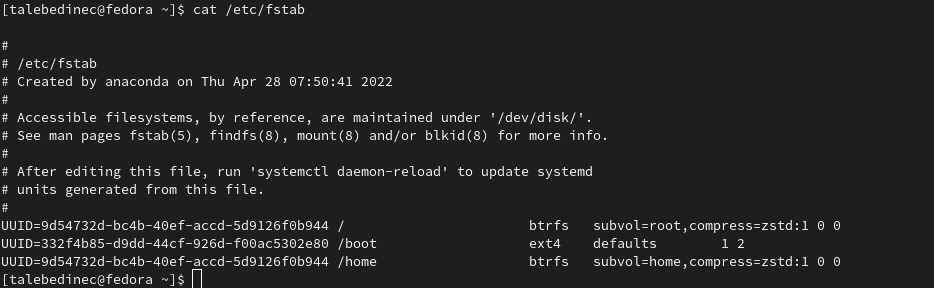 [talebedinec@fedora ~]$ cat /etc/fstab
#
# /etc/fstab
# Created by anaconda on Thu Apr 28 07:50:41 2022
#
# Accessible filesystems, by reference, are maintained under '/dev/disk/'.
# See man pages fstab(5), findfs(8), mount(8) and/or blkid(8) for more info.
#
# After editing this file, run 'systemctl daemon-reload' to update systemd
# units generated from this file.
#
UUID=9d54732d-bc4b-40ef-accd-5d9126f0b944 /                       btrfs   subvol=root,compress=zstd:1 0 0
UUID=332f4b85-d9dd-44cf-926d-f00ac5302e80 /boot                   ext4    defaults        1 2
UUID=9d54732d-bc4b-40ef-accd-5d9126f0b944 /home                   btrfs   subvol=home,compress=zstd:1 0 0
[talebedinec@fedora ~]$